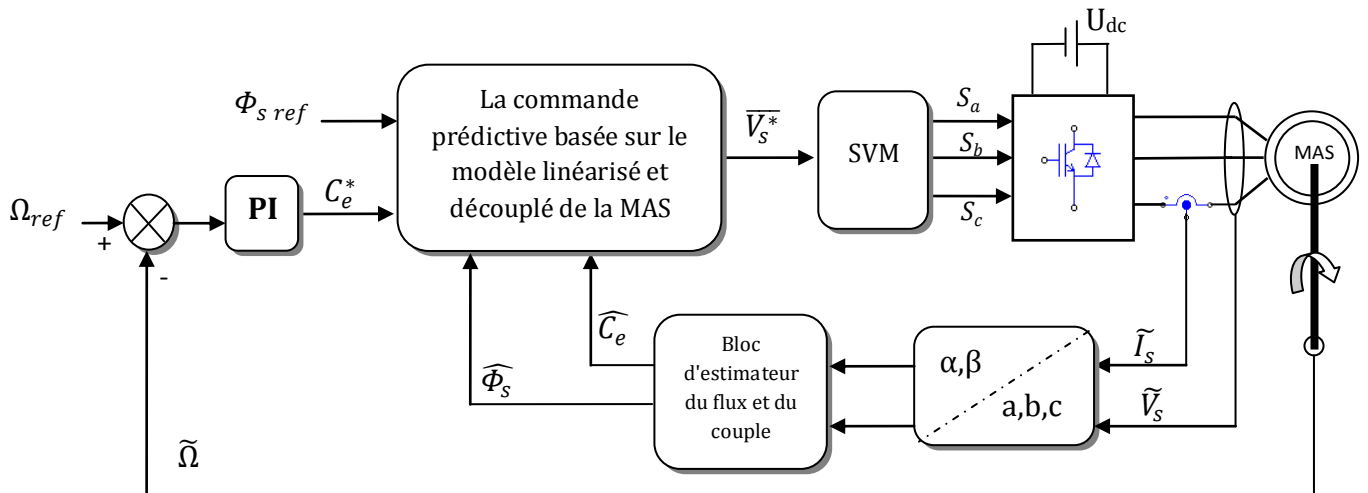 U_dc
Φ_s ref
La commande
prédictive basée sur le
modèle linéarisé et
découplé de la MAS
V_s^*
SVM
S_a
S_b
S_c
MAS
Ω_ref
+
-
PI
C_e^*
Ĉ_e
Φ̂_s
Bloc
d'estimateur
du flux et du
couple
α,β
a,b,c
Ĩ_s
Ṽ_s
Ω̃